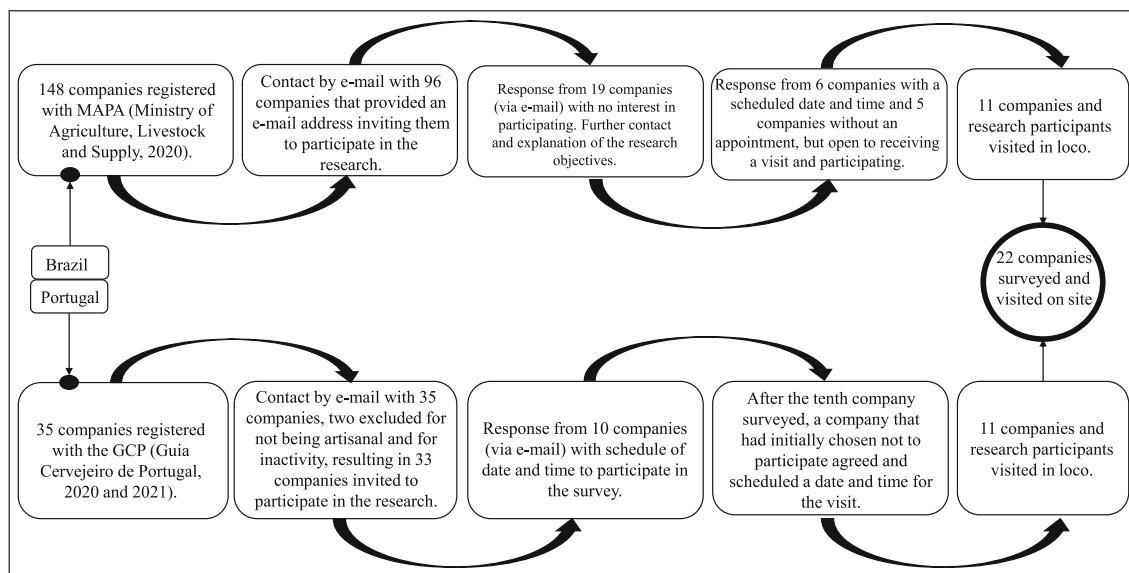 148 companies registered
with MAPA (Ministry of
Agriculture, Livestock
and Supply, 2020).
Contact by e-mail with 96
companies that provided an
e-mail address inviting them
to participate in the
research.
Response from 19 companies
(via e-mail) with no interest in
participating. Further contact
and explanation of the research
objectives.
Response from 6 companies with a
scheduled date and time and 5
companies without an
appointment, but open to receiving
a visit and participating.
11 companies and
research participants
visited in loco.
Brazil
Portugal
22 companies
surveyed and
visited on site
35 companies registered
with the GCP (Guia
Cervejeiro de Portugal,
2020 and 2021).
Contact by e-mail with 35
companies, two excluded for
not being artisanal and for
inactivity, resulting in 33
companies invited to
participate in the research.
Response from 10 companies
(via e-mail) with schedule of
date and time to participate in
the survey.
After the tenth company
surveyed, a company that
had initially chosen not to
participate agreed and
scheduled a date and time for
the visit.
11 companies and
research participants
visited in loco.